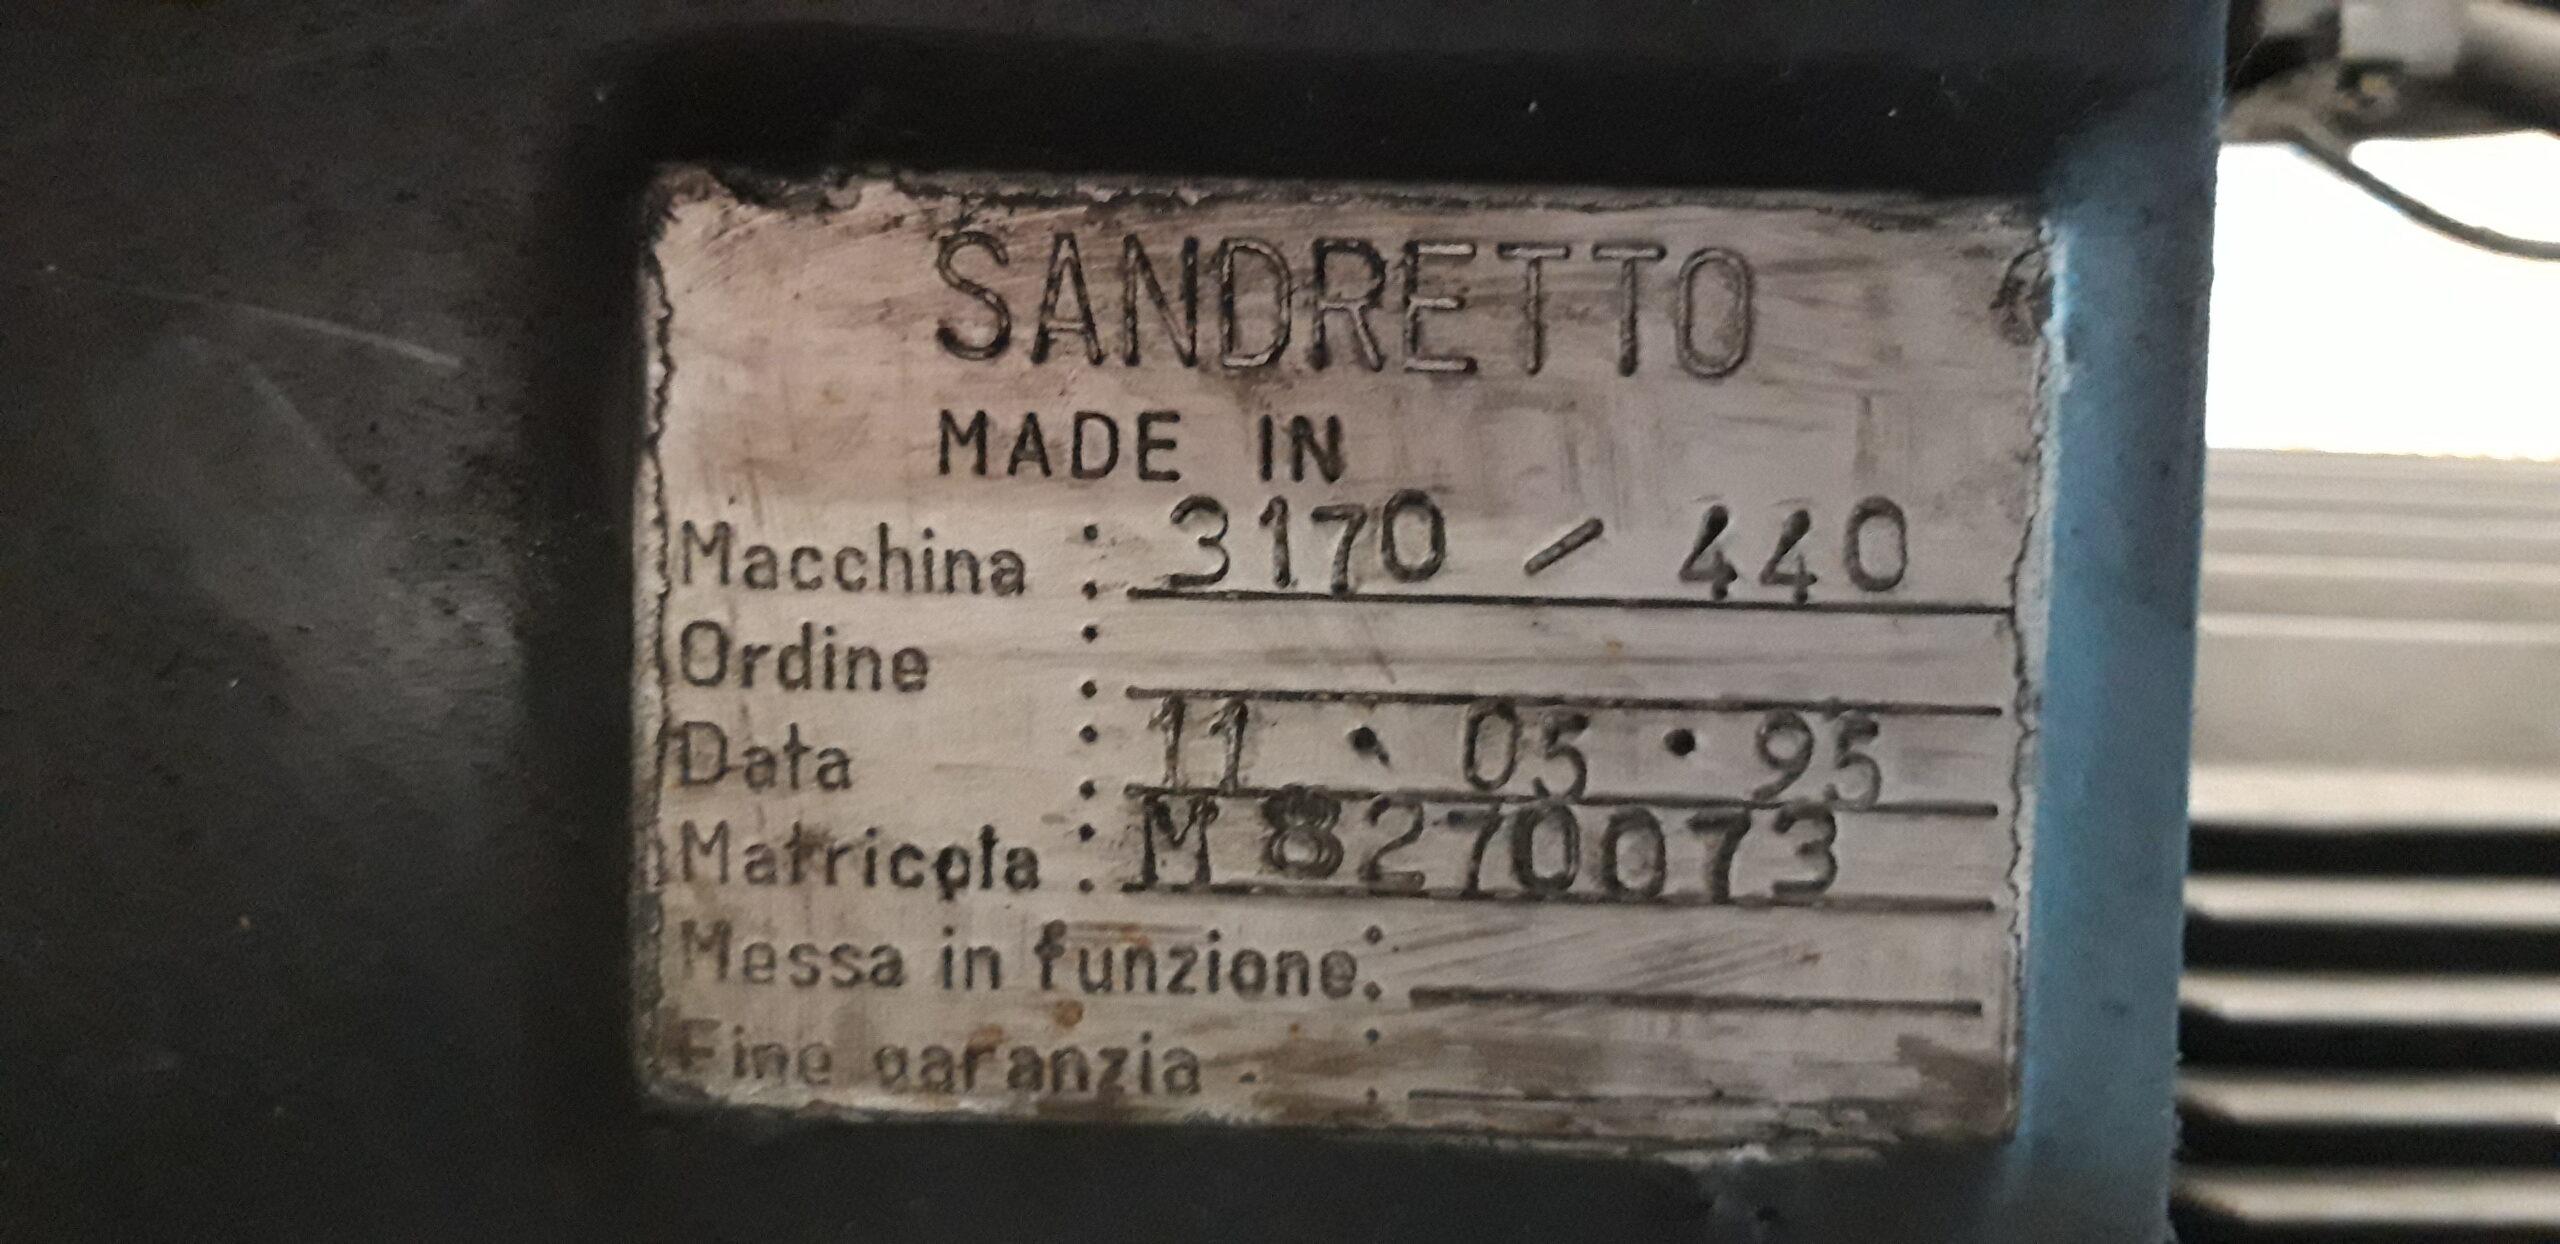 SANDRETTO
MADE IN
Macchina : 3170 / 440
Ordine :
Data : 11 . 05 . 95
Matricola : M 8270073
Messa in funzione :
Fine garanzia :